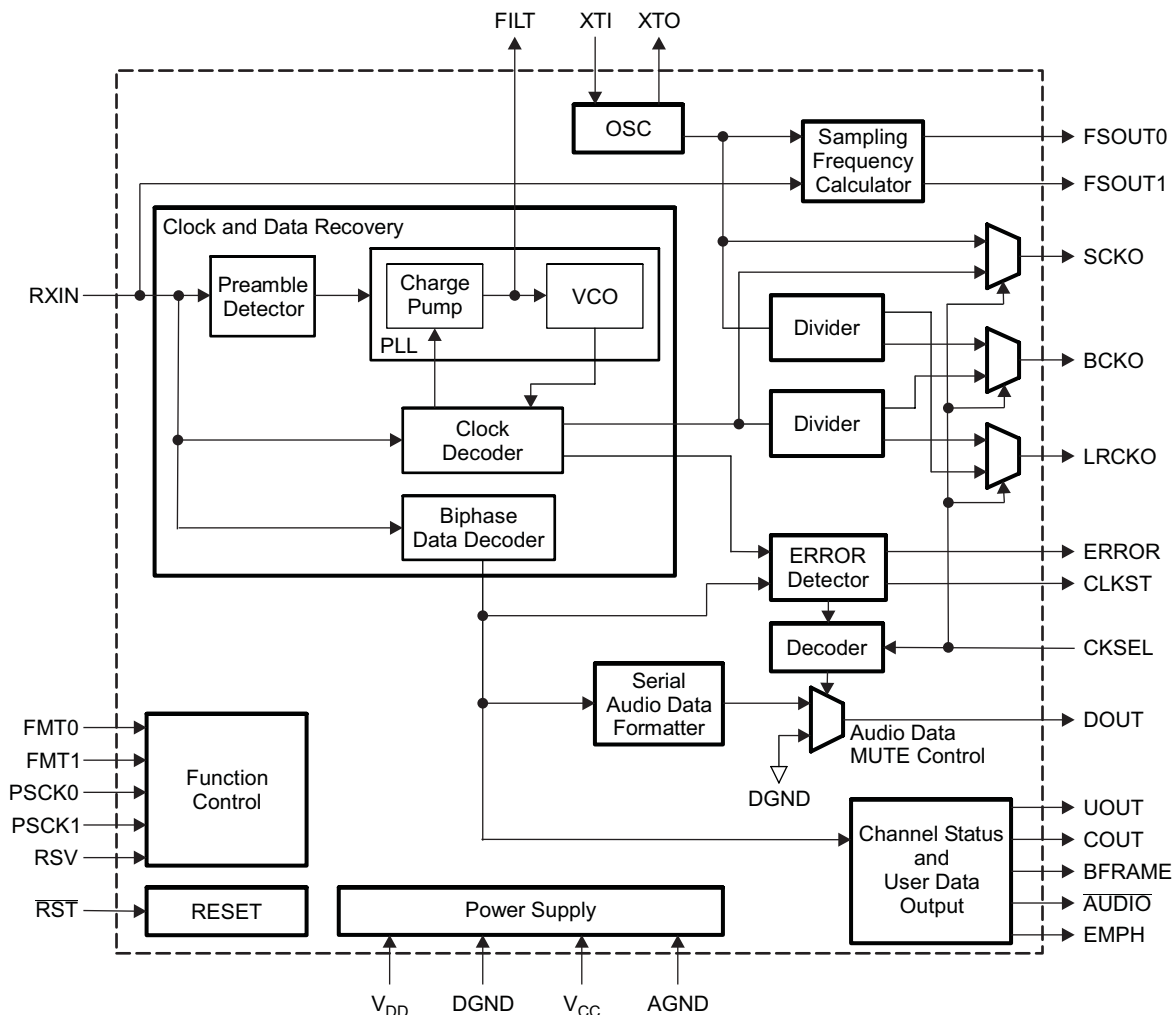 FILT XTI XTO
OSC
Sampling
Frequency
Calculator
FSOUT0
FSOUT1
Clock and Data Recovery
RXIN
Preamble
Detector
Charge
Pump
VCO
PLL
SCKO
Divider
BCKO
Clock
Decoder
Divider
LRCKO
Biphase
Data Decoder
ERROR
Detector
ERROR
CLKST
Decoder
CKSEL
Serial
Audio Data
Formatter
DOUT
Audio Data
MUTE Control
DGND
FMT0
FMT1
PSCK0
PSCK1
RSV
Function
Control
Channel Status
and
User Data
Output
UOUT
COUT
BFRAME
A̅U̅D̅I̅O̅
EMPH
R̅S̅T̅
RESET
Power Supply
VDD DGND VCC AGND